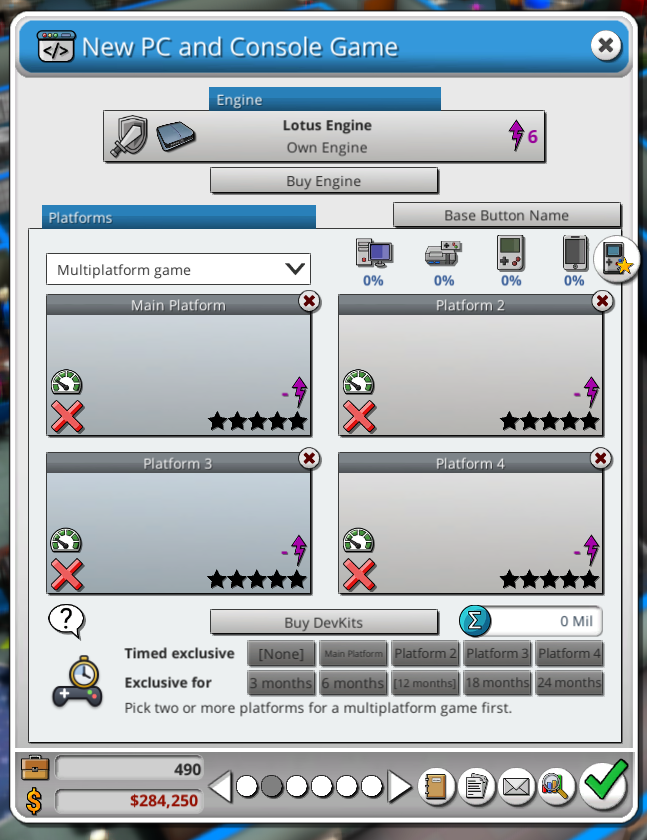 New PC and Console Game
Engine
Lotus Engine
Own Engine
6
Buy Engine
Platforms
Base Button Name
Multiplatform game
0% 0% 0% 0%
Main Platform
Platform 2
-
-
Platform 3
Platform 4
-
-
?
Buy DevKits
Σ
0 Mil
Timed exclusive [None] Main Platform Platform 2 Platform 3 Platform 4
Exclusive for 3 months 6 months [12 months] 18 months 24 months
Pick two or more platforms for a multiplatform game first.
490
$ $284,250